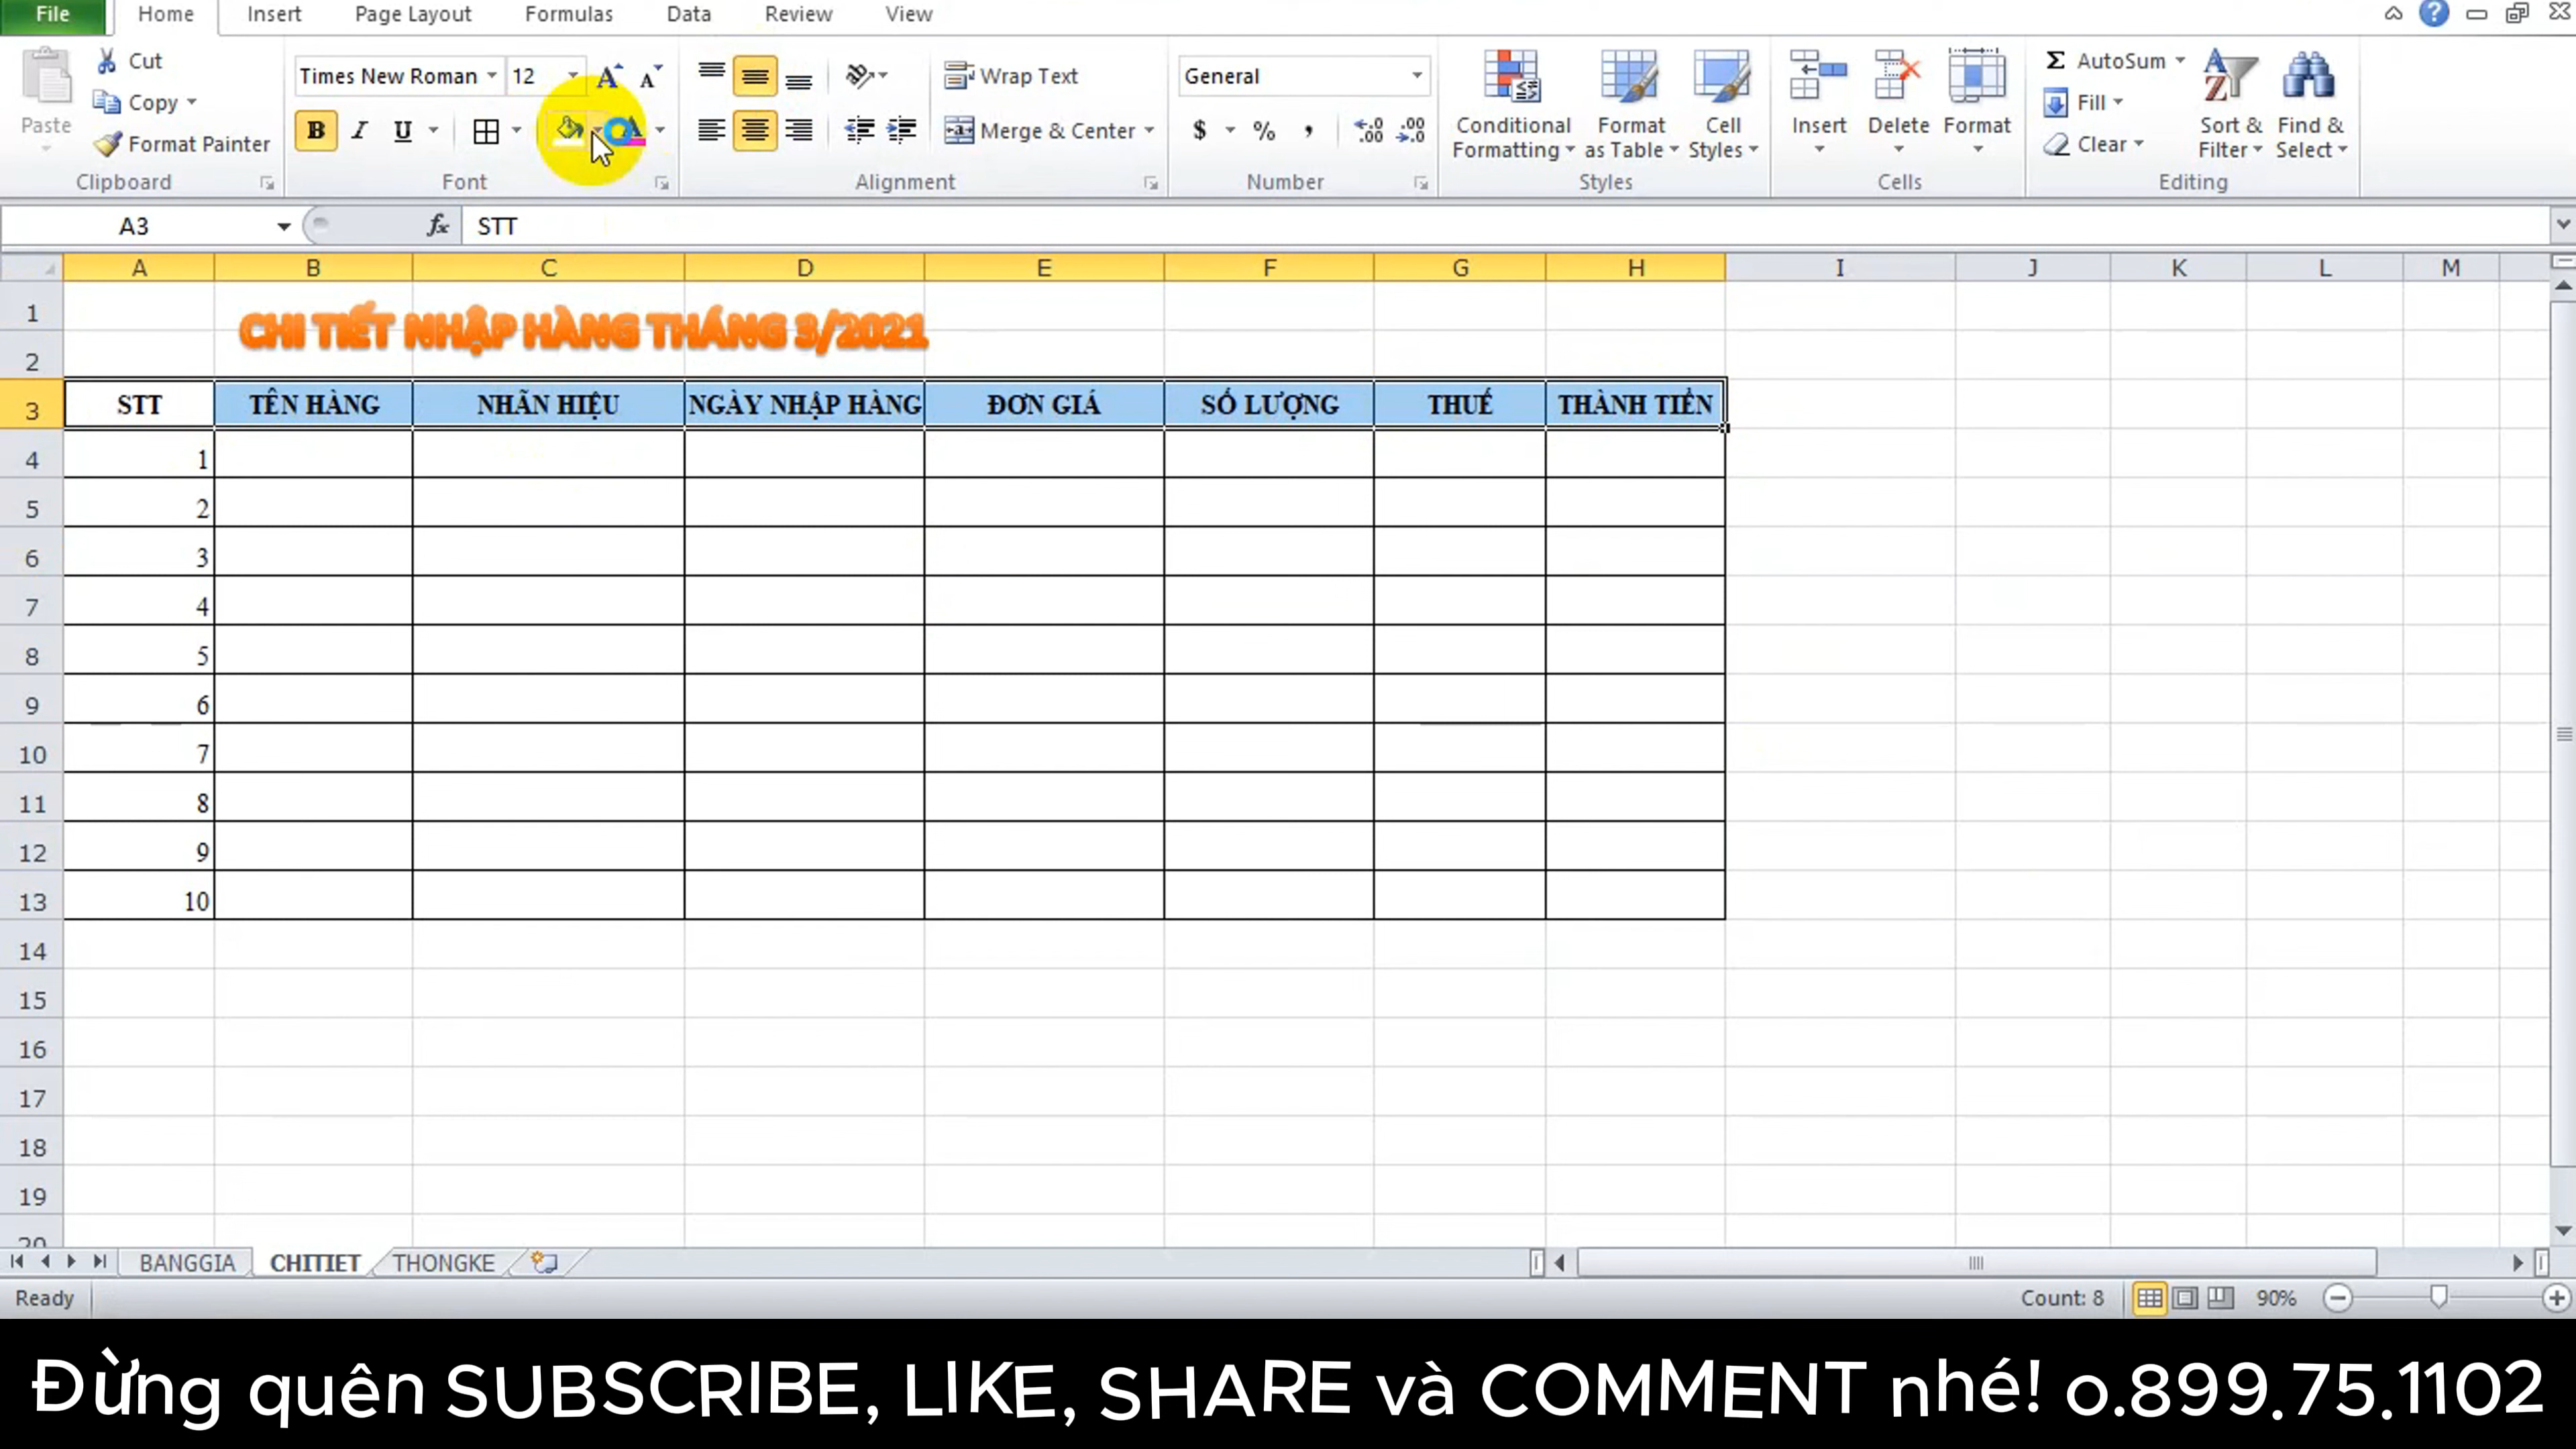 File Home Insert Page Layout Formulas Data Review View
Cut Times New Roman 12 Wrap Text General Σ AutoSum
Copy Fill
Paste Format Painter B I U Merge & Center $ % , Conditional Formatting Format as Table Cell Styles Insert Delete Format Clear Sort & Filter Find & Select
Clipboard Font Alignment Number Styles Cells Editing
A3 fx STT
A B C D E F G H I J K L M
1 CHI TIẾT NHẬP HÀNG THÁNG 3/2021
2
3 STT TÊN HÀNG NHÃN HIỆU NGÀY NHẬP HÀNG ĐƠN GIÁ SỐ LƯỢNG THUẾ THÀNH TIỀN
4 1
5 2
6 3
7 4
8 5
9 6
10 7
11 8
12 9
13 10
14
15
16
17
18
19
20
BANGGIA CHITIET THONGKE
Ready Count: 8 90%
Đừng quên SUBSCRIBE, LIKE, SHARE và COMMENT nhé! 0.899.75.1102